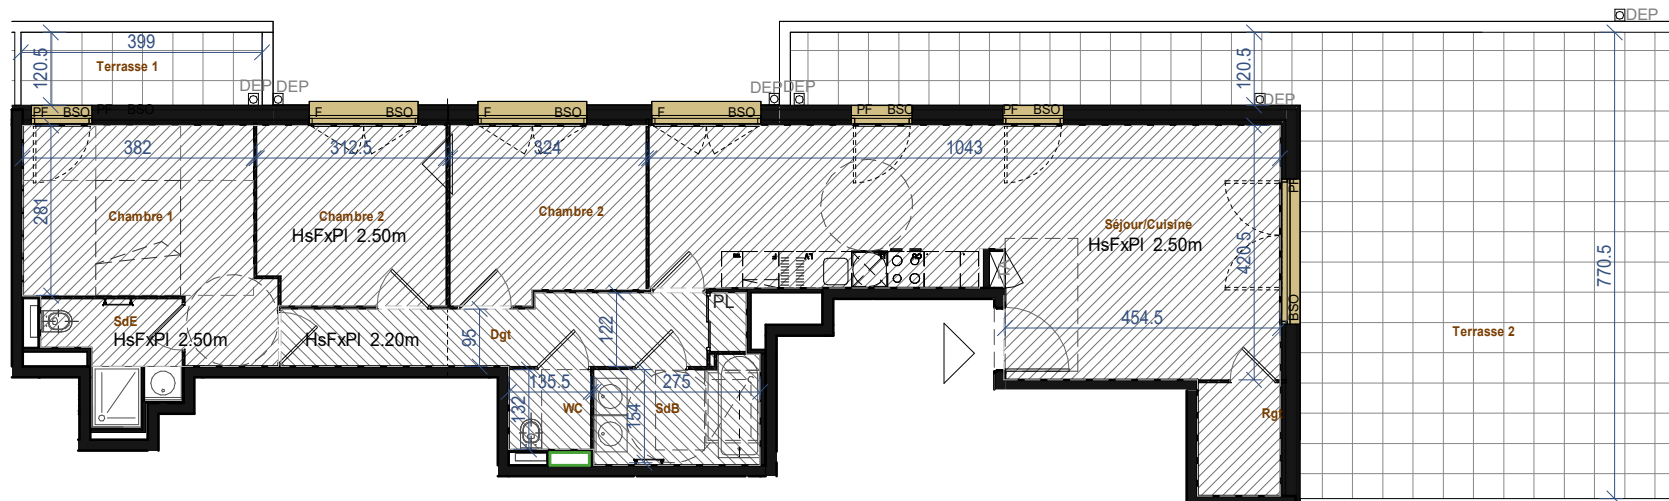 DEP
399
Terrasse 1
120.5
DEP
DEP
DEP
DEP
120.5
DEP
PF
BSO
PF
BSO
F
BSO
F
BSO
F
BSO
PF
BSO
PF
BSO
382
312.5
324
1043
PF
281
Chambre 1
Chambre 2
HsFxPl 2.50m
Chambre 2
Séjour/Cuisine
HsFxPl 2.50m
420.5
770.5
LV
PL
BSO
SdE
HsFxPl 2.50m
HsFxPl 2.20m
95
Dgt
122
454.5
Terrasse 2
135.5
275
132
WC
154
SdB
Rgt